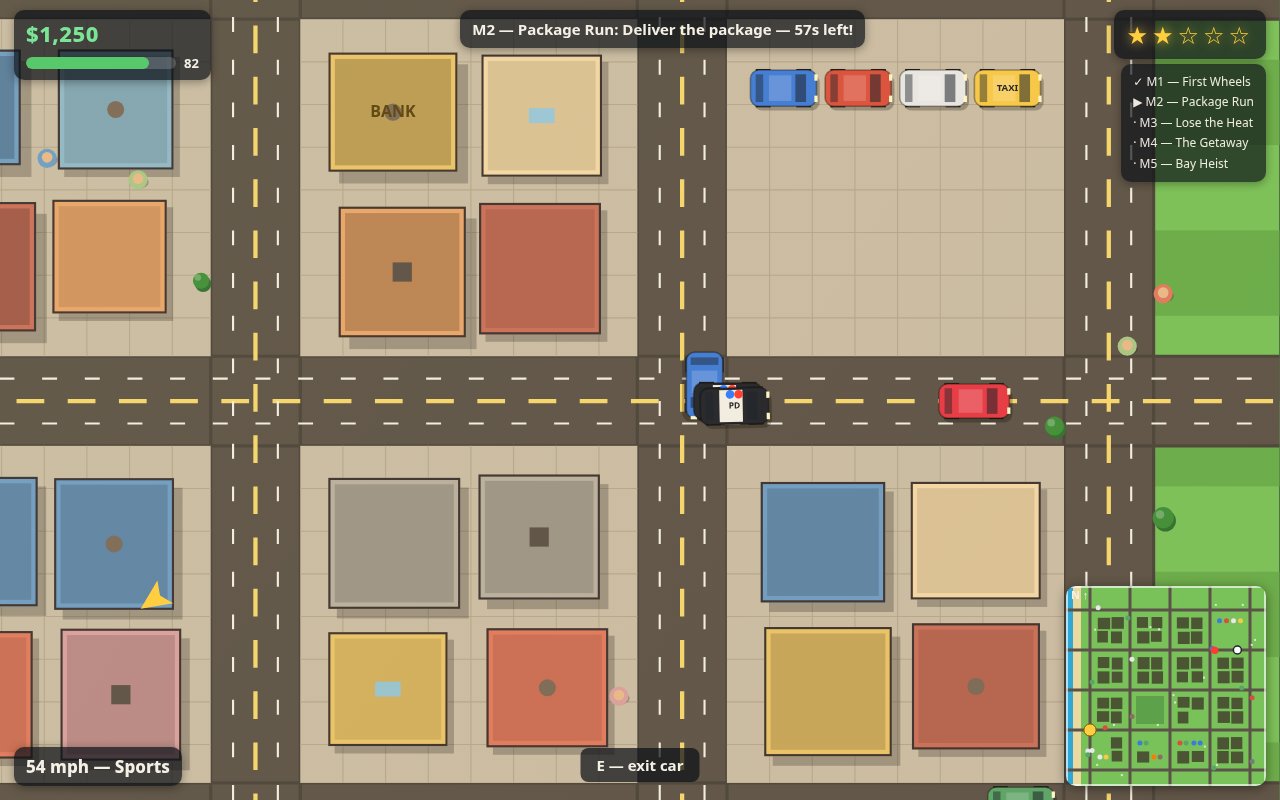 $1,250
82
M2 — Package Run: Deliver the package — 57s left!
★★☆☆☆
✓ M1 — First Wheels
▶ M2 — Package Run
· M3 — Lose the Heat
· M4 — The Getaway
· M5 — Bay Heist
BANK
TAXI
PD
N ↑
54 mph — Sports
E — exit car